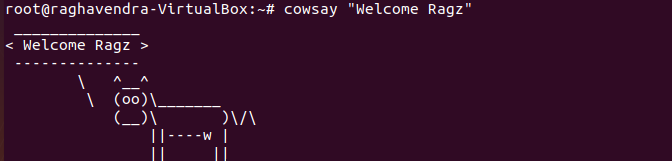 root@raghavendra-VirtualBox:~# cowsay "Welcome Ragz"
 ______________
< Welcome Ragz >
 --------------
        \   ^__^
         \  (oo)\_______
            (__)\       )\/\
                ||----w |
                ||     ||